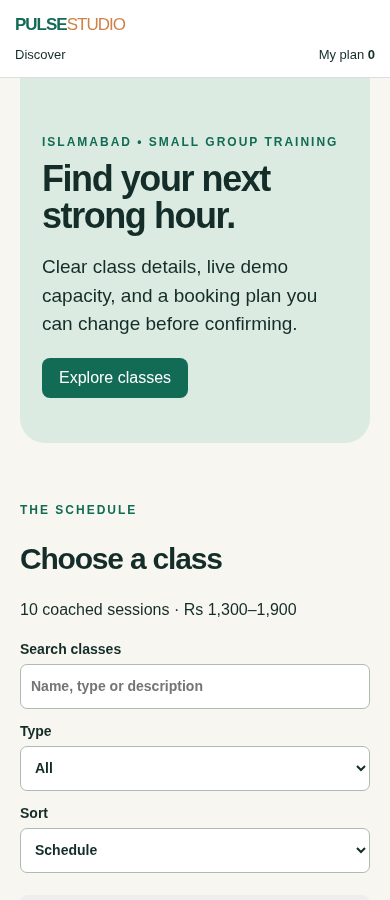 PULSESTUDIO
Discover
My plan 0
ISLAMABAD • SMALL GROUP TRAINING
Find your next
strong hour.
Clear class details, live demo
capacity, and a booking plan you
can change before confirming.
Explore classes
THE SCHEDULE
Choose a class
10 coached sessions · Rs 1,300–1,900
Search classes
Name, type or description
Type
All
Sort
Schedule